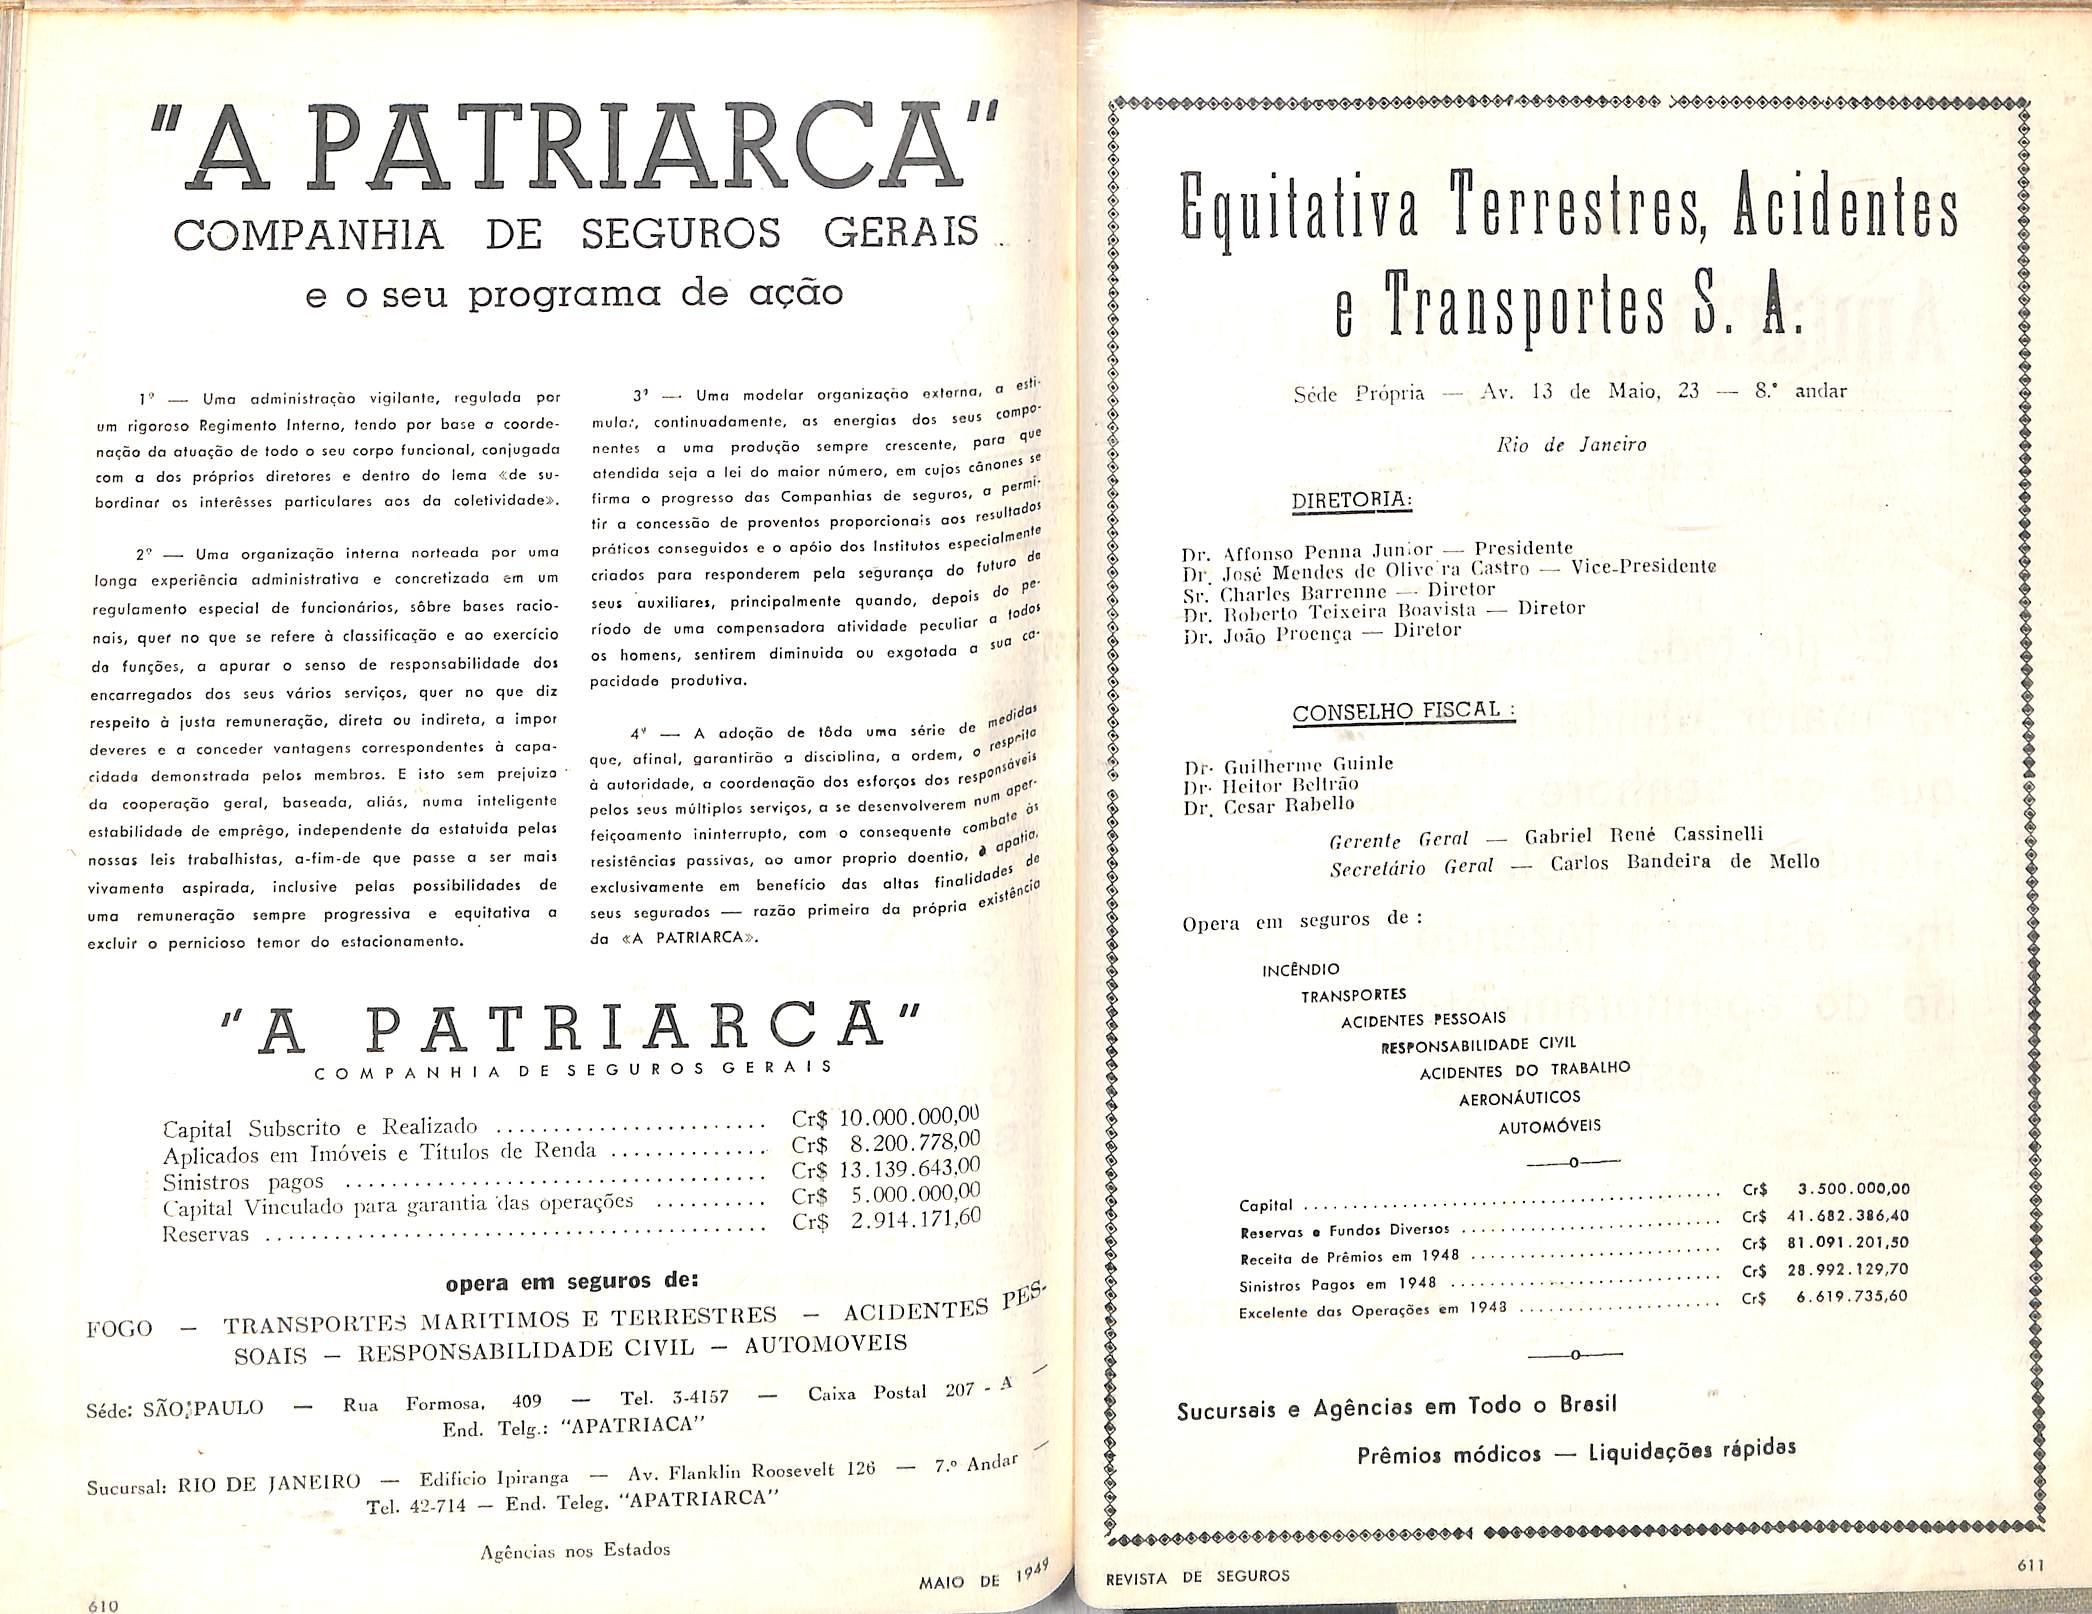 "A PATRIARCA"
COMPANHIA DE SEGUROS GERAIS
e o seu programa de ação
1º — Uma administração vigilante, regulada por
um rigoroso Regimento Interno, tendo por base a coorde-
nação da atuação de todo o seu corpo funcional, conjugada
com a dos próprios diretores e dentro do lema «de su-
bordinar os interêsses particulares aos da coletividade».
2º — Uma organização interna norteada por uma
longa experiência administrativa e concretizada em um
regulamento especial de funcionários, sôbre bases racio-
nais, quer no que se refere à classificação e ao exercício
de funções, a apurar o senso de responsabilidade dos
encarregados dos seus vários serviços, quer no que diz
respeito à justa remuneração, direta ou indireta, a impor
deveres e a conceder vantagens correspondentes à capa-
cidade demonstrada pelos membros. E isto sem prejuizo
da cooperação geral, baseada, aliás, numa inteligente
estabilidade de emprêgo, independente da estatuida pelas
nossas leis trabalhistas, a-fim-de que passe a ser mais
vivamente aspirada, inclusive pelas possibilidades de
uma remuneração sempre progressiva e equitativa a
excluir o pernicioso temor do estacionamento.
3º — Uma modelar organização externa, a esti-
mular, continuadamente, as energias dos seus compo-
nentes a uma produção sempre crescente, para que
atendida seja a lei do maior número, em cujos cânones se
firma o progresso das Companhias de seguros, a permi-
tir a concessão de proventos proporcionais aos resultados
práticos conseguidos e o apóio dos Institutos especialmente
criados para responderem pela segurança do futuro de
seus auxiliares, principalmente quando, depois do pe-
ríodo de uma compensadora atividade peculiar a todos
os homens, sentirem diminuida ou exgotada a sua ca-
pacidade produtiva.
4º — A adoção de tôda uma série de medidas
que, afinal, garantirão a disciplina, a ordem, o respeito
à autoridade, a coordenação dos esforços dos responsáveis
pelos seus múltiplos serviços, a se desenvolverem num aper-
feiçoamento ininterrupto, com o consequente combate às
resistências passivas, ao amor proprio doentio, à apatia,
exclusivamente em benefício das altas finalidades de
seus segurados — razão primeira da própria existência
da «A PATRIARCA».
"A PATRIARCA"
COMPANHIA DE SEGUROS GERAIS
Capital Subscrito e Realizado ........................ Cr$ 10.000.000,00
Aplicados em Imóveis e Títulos de Renda .............. Cr$ 8.200.778,00
Sinistros pagos ...................................... Cr$ 13.139.643,00
Capital Vinculado para garantia das operações .......... Cr$ 5.000.000,00
Reservas ............................................. Cr$ 2.914.171,60
opera em seguros de:
FOGO — TRANSPORTES MARITIMOS E TERRESTRES — ACIDENTES PES-
SOAIS — RESPONSABILIDADE CIVIL — AUTOMOVEIS
Séde: SÃO PAULO — Rua Formosa, 409 — Tel. 3-4157 — Caixa Postal 207 - A —
End. Telg.: "APATRIACA"
Sucursal: RIO DE JANEIRO — Edificio Ipiranga — Av. Flanklin Roosevelt 126 — 7.º Andar —
Tel. 42-714 — End. Teleg. "APATRIARCA"
Agências nos Estados
610
MAIO DE 1949
Equitativa Terrestres, Acidentes
e Transportes S. A.
Séde Própria — Av. 13 de Maio, 23 — 8.º andar
Rio de Janeiro
DIRETORIA:
Dr. Affonso Penna Junior — Presidente
Dr. José Mendes de Oliveira Castro — Vice-Presidente
Sr. Charles Barrenne — Diretor
Dr. Roberto Teixeira Boavista — Diretor
Dr. João Proença — Diretor
CONSELHO FISCAL :
Dr. Guilherme Guinle
Dr. Heitor Beltrão
Dr. Cesar Rabello
Gerente Geral — Gabriel René Cassinelli
Secretário Geral — Carlos Bandeira de Mello
Opera em seguros de :
INCÊNDIO
TRANSPORTES
ACIDENTES PESSOAIS
RESPONSABILIDADE CIVIL
ACIDENTES DO TRABALHO
AERONÁUTICOS
AUTOMÓVEIS
——o——
Capital .......................................... Cr$ 3.500.000,00
Reservas e Fundos Diversos .......................... Cr$ 41.682.386,40
Receita de Prêmios em 1948 .......................... Cr$ 81.091.201,50
Sinistros Pagos em 1948 ............................ Cr$ 28.992.129,70
Excelente das Operações em 1948 ..................... Cr$ 6.619.735,60
——o——
Sucursais e Agências em Todo o Brasil
Prêmios módicos — Liquidações rápidas
REVISTA DE SEGUROS
611